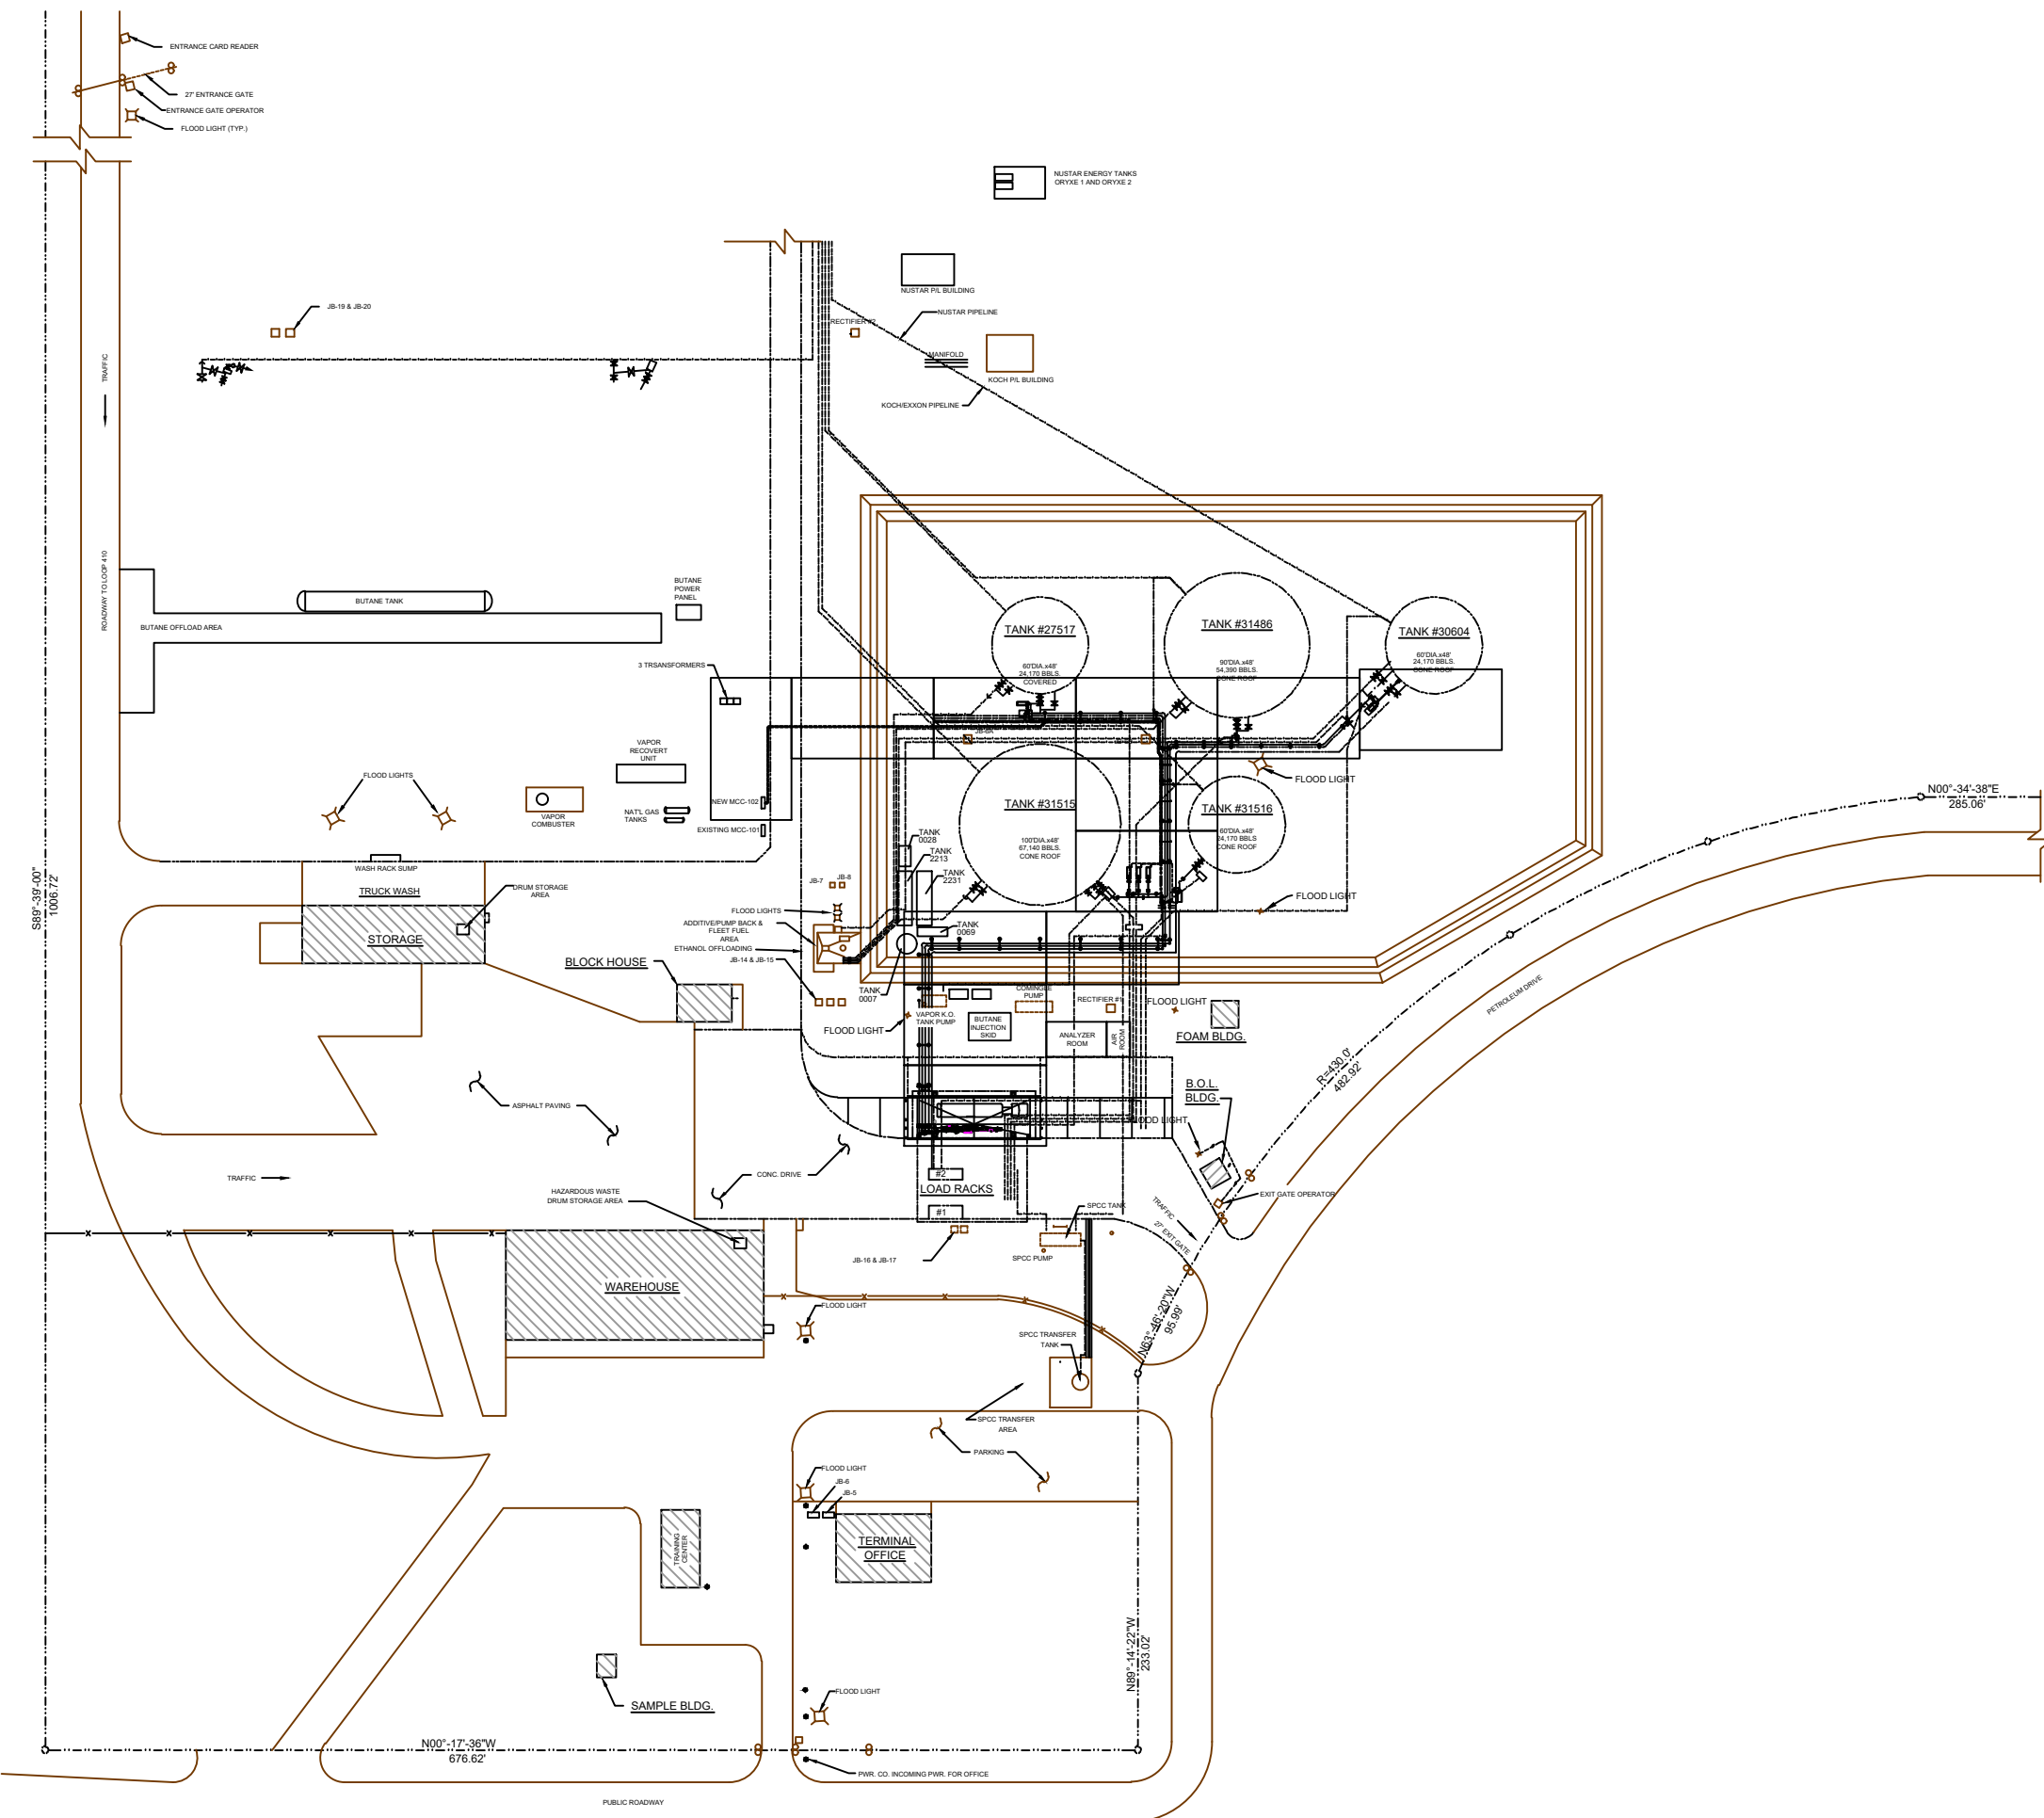 ENTRANCE CARD READER
27' ENTRANCE GATE
ENTRANCE GATE OPERATOR
FLOOD LIGHT (TYP.)
NUSTAR ENERGY TANKS
ORYXE 1 AND ORYXE 2
NUSTAR P/L BUILDING
NUSTAR PIPELINE
JB-19 & JB-20
RECTIFIER #2
MANIFOLD
KOCH P/L BUILDING
KOCH/EXXON PIPELINE
TRAFFIC
ROADWAY TO LOOP 410
S89°-39'-00"
1006.72'
BUTANE TANK
BUTANE OFFLOAD AREA
BUTANE
POWER
PANEL
3 TRSANSFORMERS
TANK #27517
60'DIA.x48'
24,170 BBLS.
COVERED
TANK #31486
90'DIA.x48'
54,390 BBLS.
CONE ROOF
TANK #30604
60'DIA.x48'
24,170 BBLS.
CONE ROOF
VAPOR
RECOVERT
UNIT
JB-6A
FLOOD LIGHTS
VAPOR
COMBUSTER
NAT'L GAS
TANKS
NEW MCC-102
EXISTING MCC-101
TANK #31515
100'DIA.x48'
67,140 BBLS.
CONE ROOF
TANK #31516
60'DIA.x48'
24,170 BBLS
CONE ROOF
FLOOD LIGHT
N00°-34'-38"E
285.06'
WASH RACK SUMP
TRUCK WASH
DRUM STORAGE
AREA
STORAGE
TANK
0028
TANK
2213
TANK
2231
JB-7
JB-8
FLOOD LIGHTS
ADDITIVE/PUMP BACK &
FLEET FUEL
AREA
ETHANOL OFFLOADING
JB-14 & JB-15
TANK
0069
TANK
0007
FLOOD LIGHT
BLOCK HOUSE
FLOOD LIGHT
VAPOR K.O.
TANK PUMP
BUTANE
INJECTION
SKID
COMINGLE
PUMP
RECTIFIER #1
ANALYZER
ROOM
AIR
ROOM
FLOOD LIGHT
FOAM BLDG.
PETROLEUM DRIVE
R=430.0'
482.92'
B.O.L.
BLDG.
FLOOD LIGHT
ASPHALT PAVING
TRAFFIC
CONC. DRIVE
HAZARDOUS WASTE
DRUM STORAGE AREA
#2
LOAD RACKS
#1
SPCC TANK
EXIT GATE OPERATOR
TRAFFIC
27' EXIT GATE
JB-16 & JB-17
SPCC PUMP
WAREHOUSE
FLOOD LIGHT
N63°-46'-20"W
95.99'
SPCC TRANSFER
TANK
SPCC TRANSFER
AREA
PARKING
FLOOD LIGHT
JB-6
JB-5
TERMINAL
OFFICE
TRAINING
CENTER
N89°-14'-22"W
233.02'
SAMPLE BLDG.
FLOOD LIGHT
N00°-17'-36"W
676.62'
PWR. CO. INCOMING PWR. FOR OFFICE
PUBLIC ROADWAY